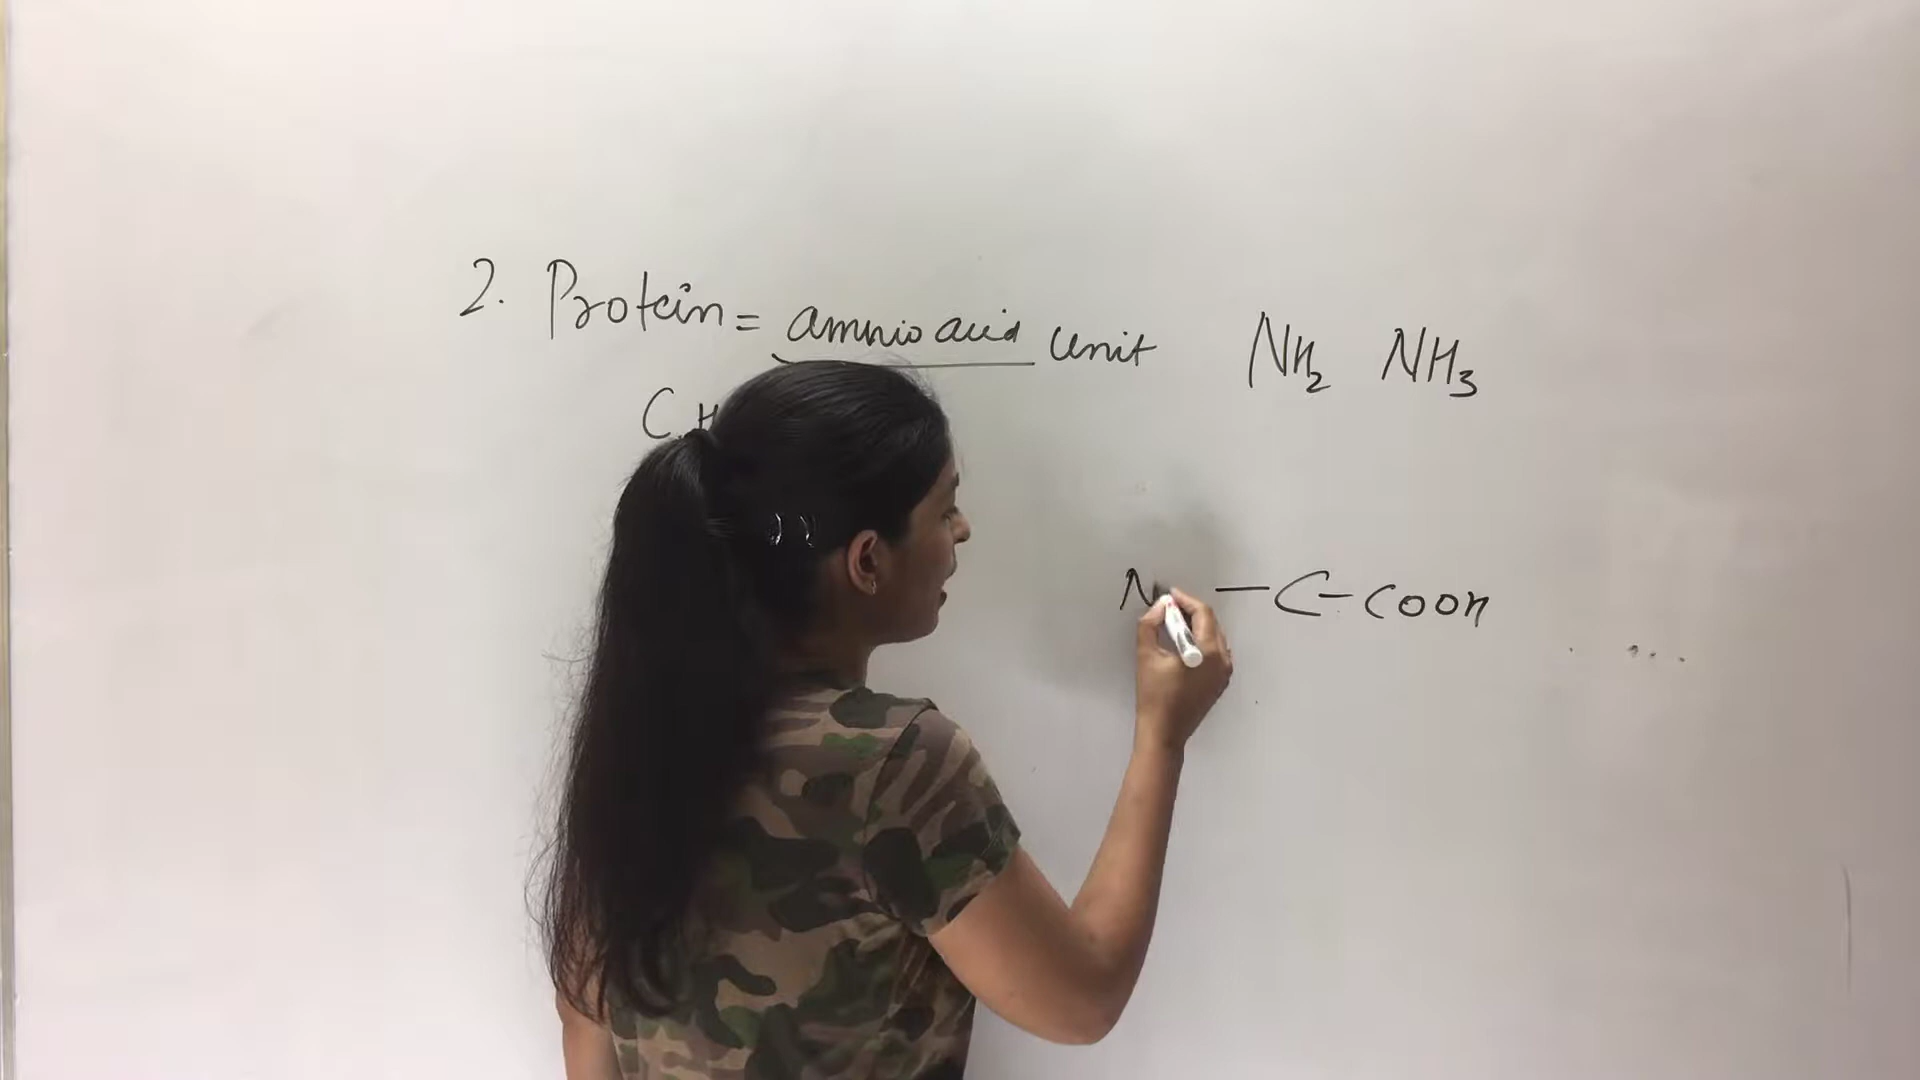 2. Protein = amnio acid unit NH2 NH3
C, H
N - C - COOH